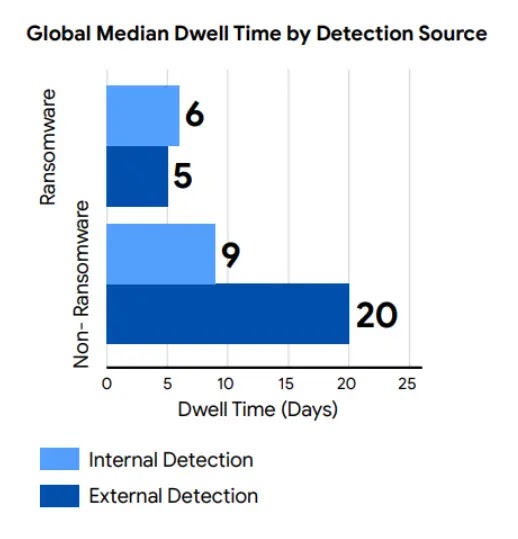 Global Median Dwell Time by Detection Source
Ransomware
6
5
Non- Ransomware
9
20
0 5 10 15 20 25
Dwell Time (Days)
Internal Detection
External Detection